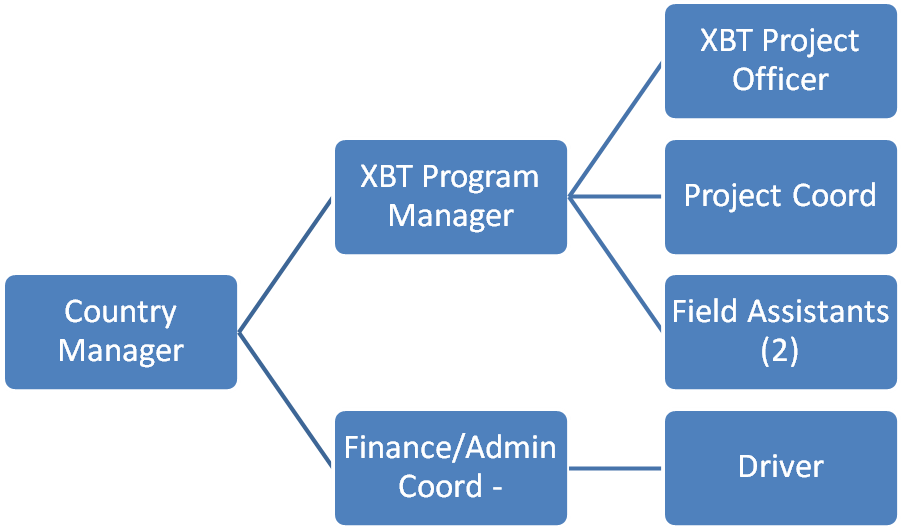 XBT Project
Officer
XBT Program
Manager
Project Coord
Country
Manager
Field Assistants
(2)
Finance/Admin
Coord -
Driver